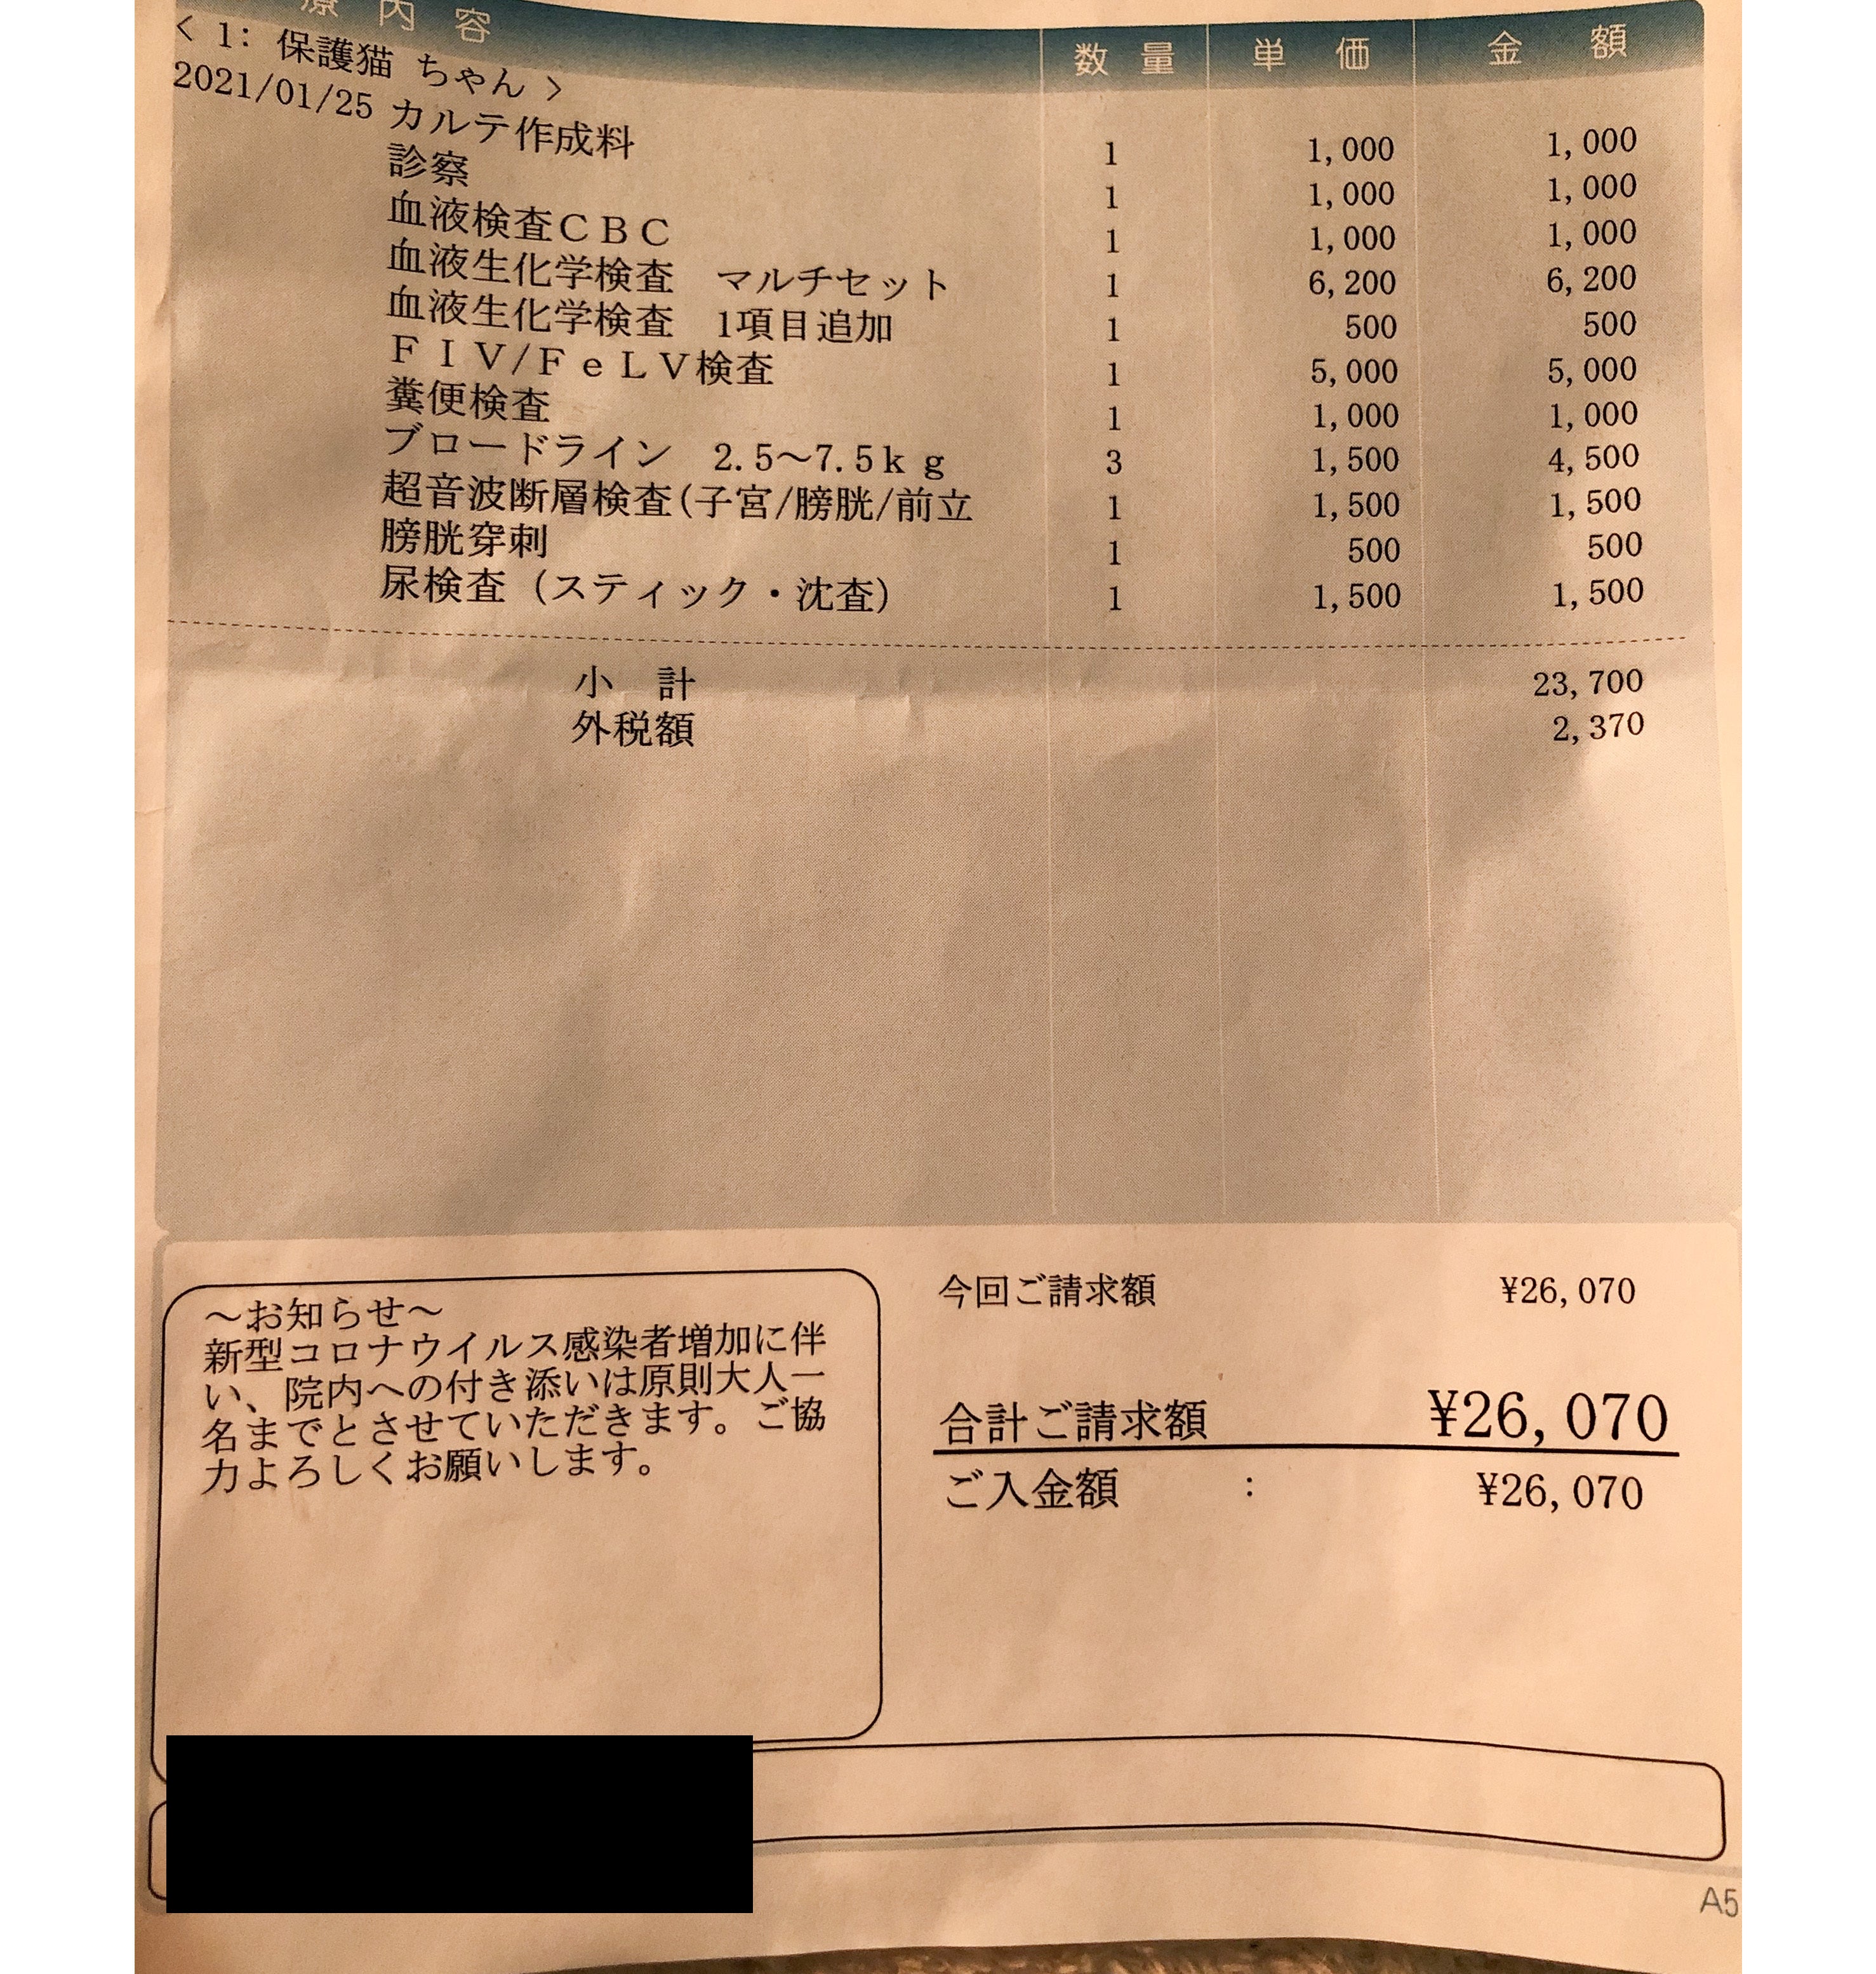 療 内 容 数 量 単 価 金 額
< 1: 保護猫 ちゃん >
2021/01/25 カルテ作成料 1 1,000 1,000
診察 1 1,000 1,000
血液検査CBC 1 1,000 1,000
血液生化学検査 マルチセット 1 6,200 6,200
血液生化学検査 1項目追加 1 500 500
FIV/FeLV検査 1 5,000 5,000
糞便検査 1 1,000 1,000
ブロードライン 2.5〜7.5kg 3 1,500 4,500
超音波断層検査(子宮/膀胱/前立 1 1,500 1,500
膀胱穿刺 1 500 500
尿検査（スティック・沈査） 1 1,500 1,500
小 計 23,700
外税額 2,370
〜お知らせ〜
新型コロナウイルス感染者増加に伴
い、院内への付き添いは原則大人一
名までとさせていただきます。ご協
力よろしくお願いします。
今回ご請求額 ¥26,070
合計ご請求額 ¥26,070
ご入金額 : ¥26,070
A5